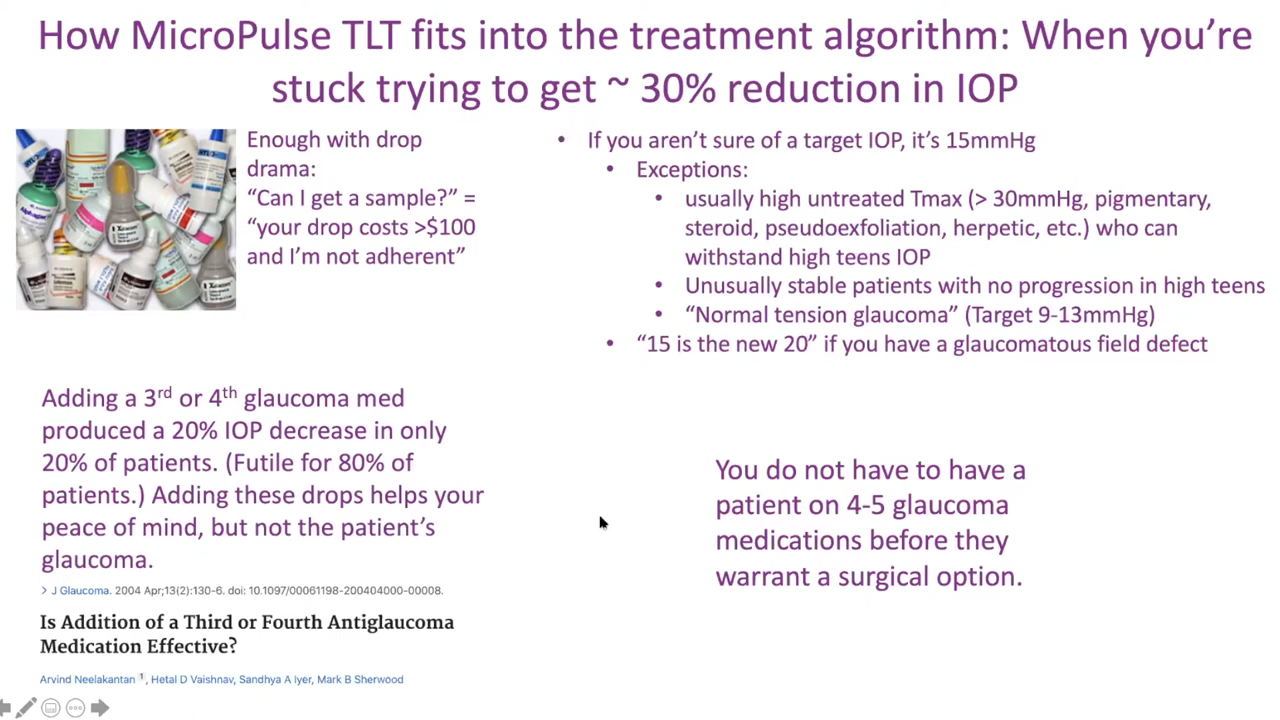 How MicroPulse TLT fits into the treatment algorithm: When you’re
stuck trying to get ~ 30% reduction in IOP
Enough with drop
drama:
“Can I get a sample?” =
“your drop costs >$100
and I’m not adherent”
• If you aren’t sure of a target IOP, it’s 15mmHg
• Exceptions:
• usually high untreated Tmax (> 30mmHg, pigmentary,
steroid, pseudoexfoliation, herpetic, etc.) who can
withstand high teens IOP
• Unusually stable patients with no progression in high teens
• “Normal tension glaucoma” (Target 9-13mmHg)
• “15 is the new 20” if you have a glaucomatous field defect
Adding a 3rd or 4th glaucoma med
produced a 20% IOP decrease in only
20% of patients. (Futile for 80% of
patients.) Adding these drops helps your
peace of mind, but not the patient’s
glaucoma.
> J Glaucoma. 2004 Apr;13(2):130-6. doi: 10.1097/00061198-200404000-00008.
Is Addition of a Third or Fourth Antiglaucoma
Medication Effective?
Arvind Neelakantan 1, Hetal D Vaishnav, Sandhya A Iyer, Mark B Sherwood
You do not have to have a
patient on 4-5 glaucoma
medications before they
warrant a surgical option.